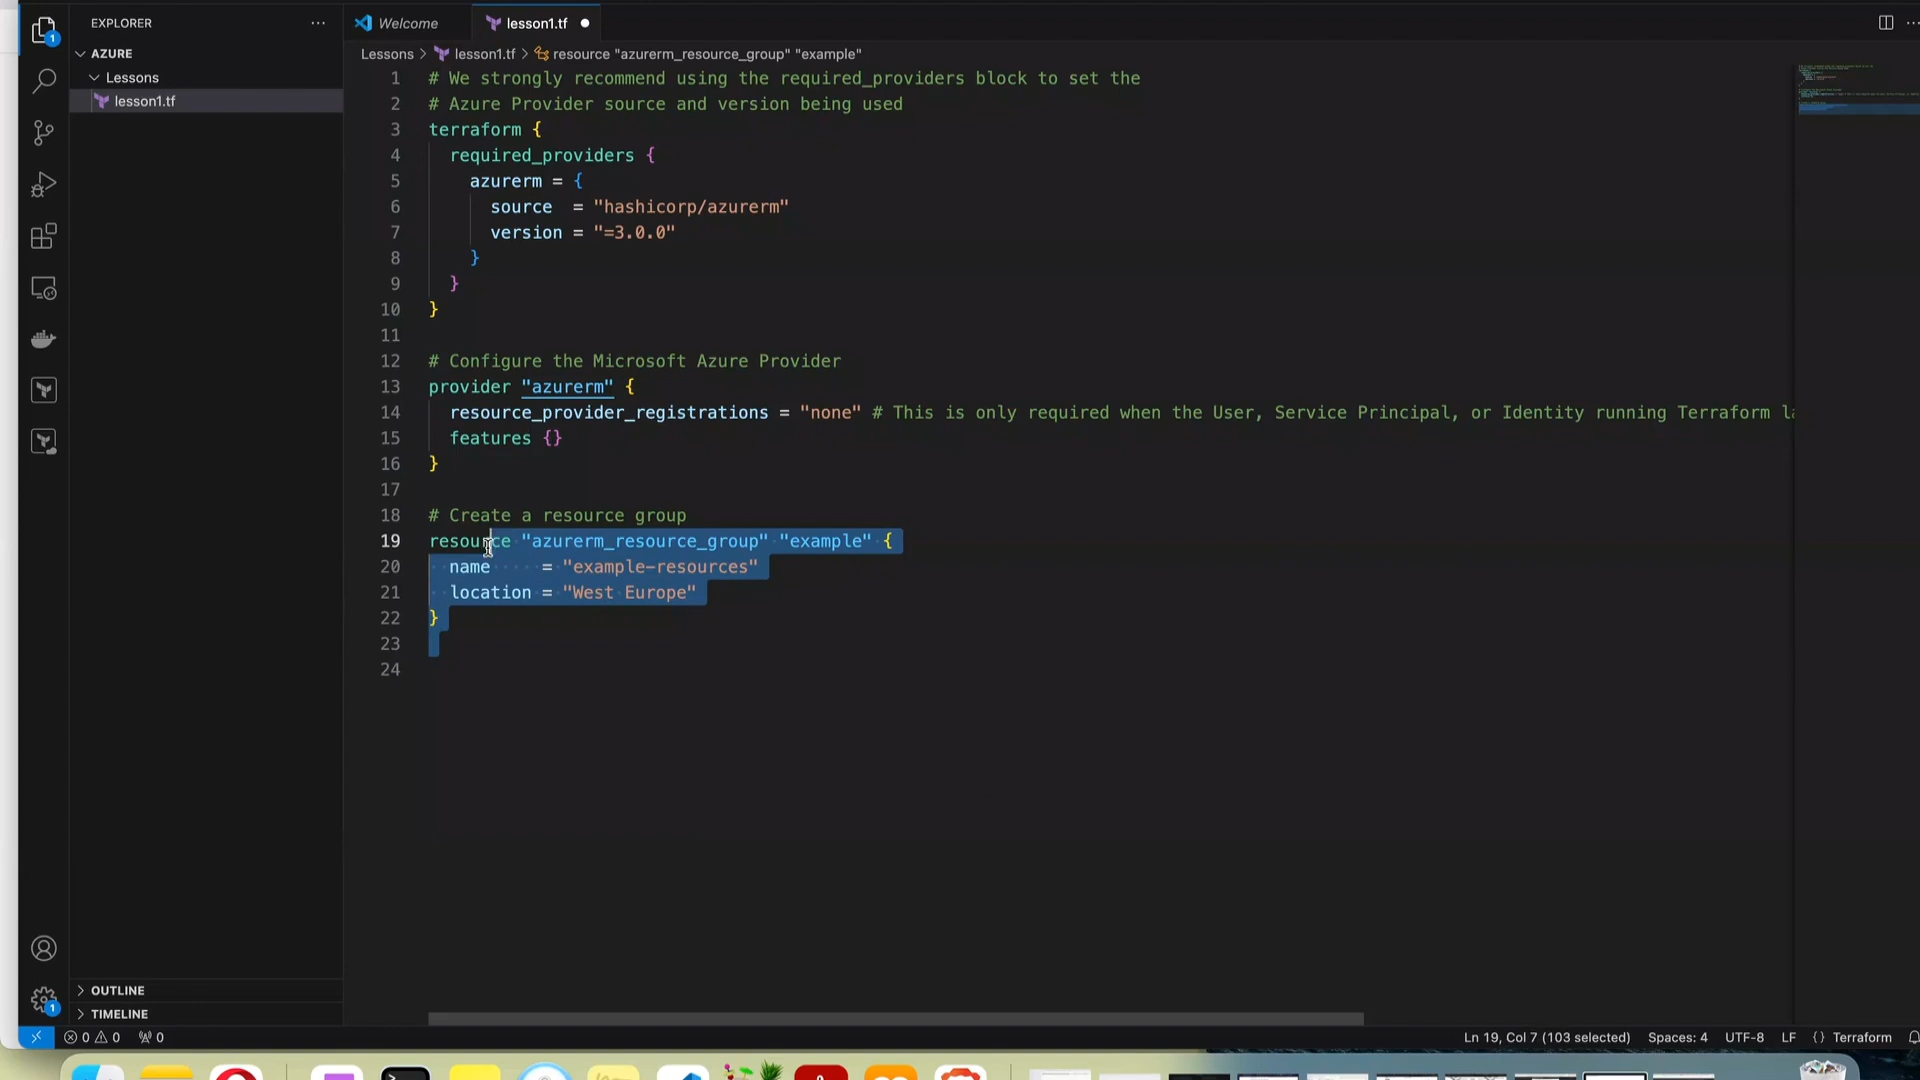 EXPLORER
AZURE
Lessons
lesson1.tf
Welcome
lesson1.tf
Lessons > lesson1.tf > resource "azurerm_resource_group" "example"
1 # We strongly recommend using the required_providers block to set the
2 # Azure Provider source and version being used
3 terraform {
4 required_providers {
5 azurerm = {
6 source  = "hashicorp/azurerm"
7 version = "=3.0.0"
8 }
9 }
10 }
11
12 # Configure the Microsoft Azure Provider
13 provider "azurerm" {
14 resource_provider_registrations = "none" # This is only required when the User, Service Principal, or Identity running Terraform
15 features {}
16 }
17
18 # Create a resource group
19 resource "azurerm_resource_group" "example" {
20 name     = "example-resources"
21 location = "West Europe"
22 }
23
24
1
1
OUTLINE
TIMELINE
0 0 0
Ln 19, Col 7 (103 selected) Spaces: 4 UTF-8 LF {} Terraform